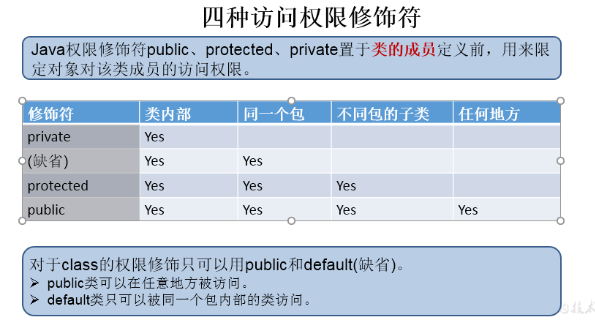 四种访问权限修饰符
Java权限修饰符public、protected、private置于类的成员定义前，用来限
定对象对该类成员的访问权限。
修饰符 类内部 同一个包 不同包的子类 任何地方
private Yes
(缺省) Yes Yes
protected Yes Yes Yes
public Yes Yes Yes Yes
对于class的权限修饰只可以用public和default(缺省)。
➢ public类可以在任意地方被访问。
➢ default类只可以被同一个包内部的类访问。
技术